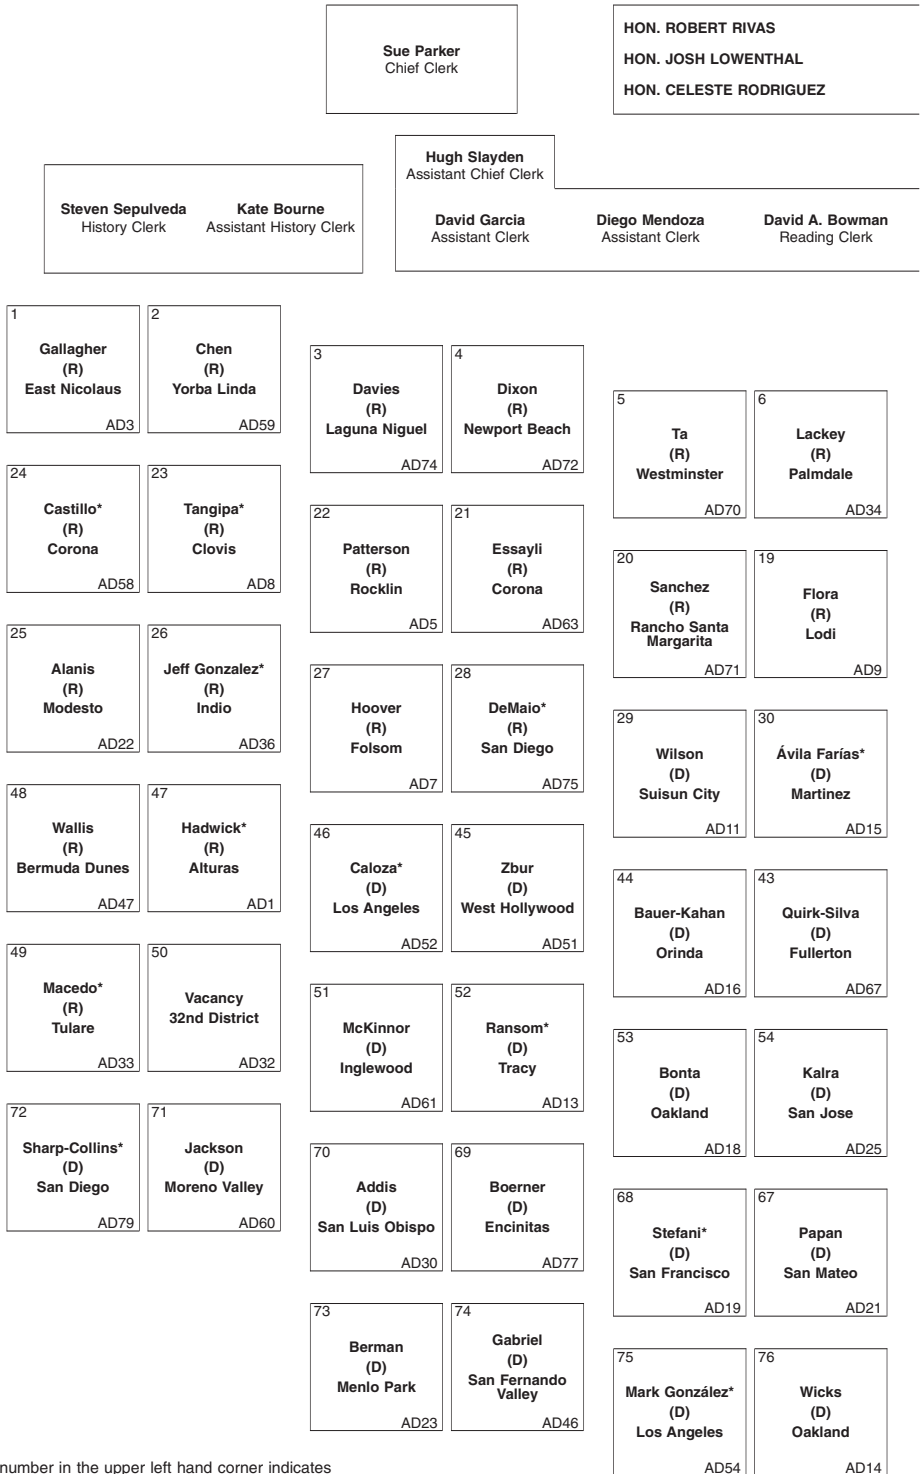 Sue Parker
Chief Clerk
HON. ROBERT RIVAS
HON. JOSH LOWENTHAL
HON. CELESTE RODRIGUEZ
Hugh Slayden
Assistant Chief Clerk
Steven Sepulveda
History Clerk
Kate Bourne
Assistant History Clerk
David Garcia
Assistant Clerk
Diego Mendoza
Assistant Clerk
David A. Bowman
Reading Clerk
1
Gallagher
(R)
East Nicolaus
AD3
2
Chen
(R)
Yorba Linda
AD59
3
Davies
(R)
Laguna Niguel
AD74
4
Dixon
(R)
Newport Beach
AD72
5
Ta
(R)
Westminster
AD70
6
Lackey
(R)
Palmdale
AD34
24
Castillo*
(R)
Corona
AD58
23
Tangipa*
(R)
Clovis
AD8
22
Patterson
(R)
Rocklin
AD5
21
Essayli
(R)
Corona
AD63
20
Sanchez
(R)
Rancho Santa
Margarita
AD71
19
Flora
(R)
Lodi
AD9
25
Alanis
(R)
Modesto
AD22
26
Jeff Gonzalez*
(R)
Indio
AD36
27
Hoover
(R)
Folsom
AD7
28
DeMaio*
(R)
San Diego
AD75
29
Wilson
(D)
Suisun City
AD11
30
Ávila Farías*
(D)
Martinez
AD15
48
Wallis
(R)
Bermuda Dunes
AD47
47
Hadwick*
(R)
Alturas
AD1
46
Caloza*
(D)
Los Angeles
AD52
45
Zbur
(D)
West Hollywood
AD51
44
Bauer-Kahan
(D)
Orinda
AD16
43
Quirk-Silva
(D)
Fullerton
AD67
49
Macedo*
(R)
Tulare
AD33
50
Vacancy
32nd District
AD32
51
McKinnor
(D)
Inglewood
AD61
52
Ransom*
(D)
Tracy
AD13
53
Bonta
(D)
Oakland
AD18
54
Kalra
(D)
San Jose
AD25
72
Sharp-Collins*
(D)
San Diego
AD79
71
Jackson
(D)
Moreno Valley
AD60
70
Addis
(D)
San Luis Obispo
AD30
69
Boerner
(D)
Encinitas
AD77
68
Stefani*
(D)
San Francisco
AD19
67
Papan
(D)
San Mateo
AD21
73
Berman
(D)
Menlo Park
AD23
74
Gabriel
(D)
San Fernando
Valley
AD46
75
Mark González*
(D)
Los Angeles
AD54
76
Wicks
(D)
Oakland
AD14
number in the upper left hand corner indicates